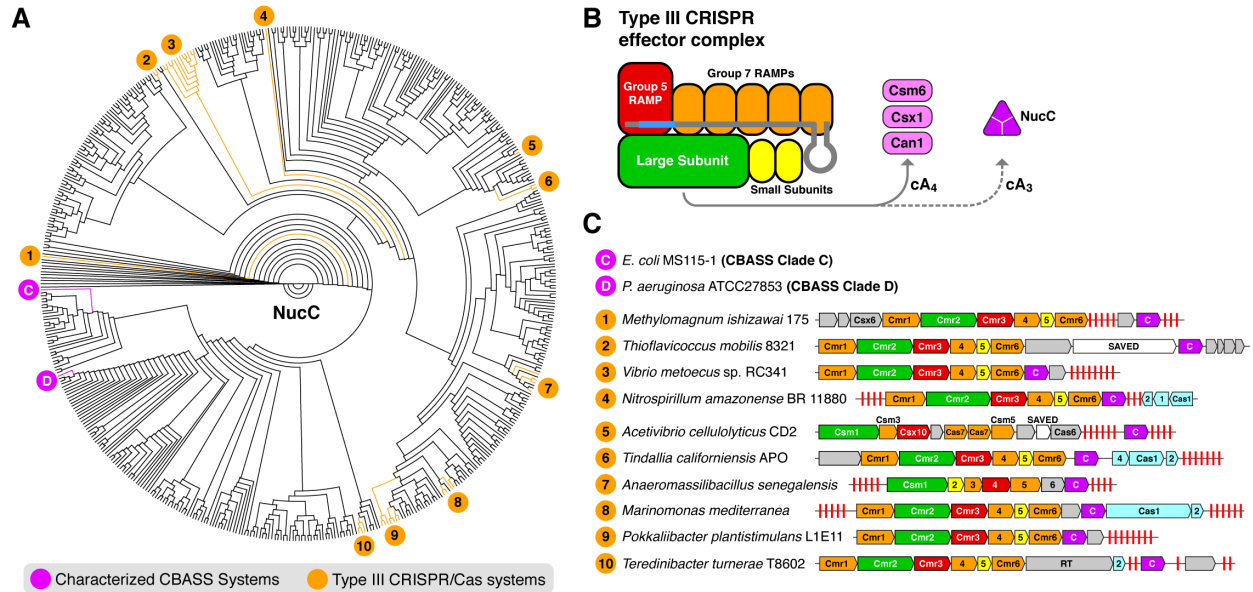 A
4
3
2
5
6
1
C
NucC
D
7
8
9
10
Characterized CBASS Systems
Type III CRISPR/Cas systems
B
Type III CRISPR
effector complex
Group 5
RAMP
Group 7 RAMPs
Large Subunit
Small Subunits
Csm6
Csx1
Can1
NucC
cA4
cA3
C
C E. coli MS115-1 (CBASS Clade C)
D P. aeruginosa ATCC27853 (CBASS Clade D)
1 Methylomagnum ishizawai 175 Csx6 Cmr1 Cmr2 Cmr3 4 5 Cmr6 C
2 Thioflavicoccus mobilis 8321 Cmr1 Cmr2 Cmr3 4 5 Cmr6 SAVED C
3 Vibrio metoecus sp. RC341 Cmr1 Cmr2 Cmr3 4 5 Cmr6 C
4 Nitrospirillum amazonense BR 11880 Cmr1 Cmr2 Cmr3 4 5 Cmr6 C 2 1 Cas1
Csm3 Csm5 SAVED
5 Acetivibrio cellulolyticus CD2 Csm1 Csx10 Cas7 Cas7 Cas6 C
6 Tindallia californiensis APO Cmr1 Cmr2 Cmr3 4 5 Cmr6 C 4 Cas1 2
7 Anaeromassilibacillus senegalensis Csm1 2 3 4 5 6 C
8 Marinomonas mediterranea Cmr1 Cmr2 Cmr3 4 5 Cmr6 C Cas1 2
9 Pokkaliibacter plantistimulans L1E11 Cmr1 Cmr2 Cmr3 4 5 Cmr6 C
10 Teredinibacter turnerae T8602 Cmr1 Cmr2 Cmr3 4 5 Cmr6 RT 2 C